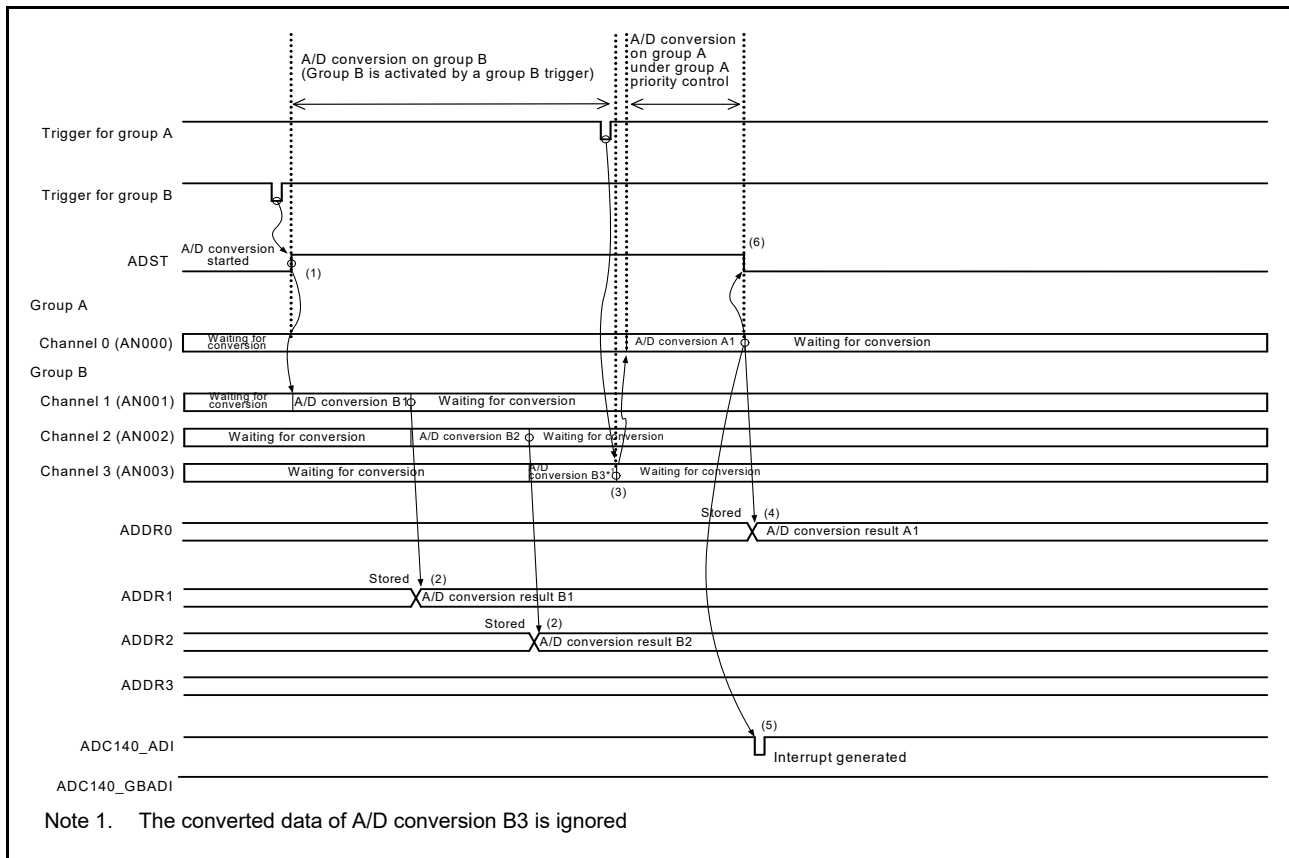 A/D conversion on group B
(Group B is activated by a group B trigger)
A/D conversion
on group A
under group A
priority control
Trigger for group A
Trigger for group B
A/D conversion
started
(1)
(6)
ADST
Group A
Channel 0 (AN000)
Waiting for
conversion
A/D conversion A1
Waiting for conversion
Group B
Channel 1 (AN001)
Waiting for
conversion
A/D conversion B1
Waiting for conversion
Channel 2 (AN002)
Waiting for conversion
A/D conversion B2
Waiting for conversion
Channel 3 (AN003)
Waiting for conversion
A/D
conversion B3*1
Waiting for conversion
(3)
Stored
(4)
ADDR0
A/D conversion result A1
Stored
(2)
ADDR1
A/D conversion result B1
Stored
(2)
ADDR2
A/D conversion result B2
ADDR3
(5)
ADC140_ADI
Interrupt generated
ADC140_GBADI
Note 1. The converted data of A/D conversion B3 is ignored